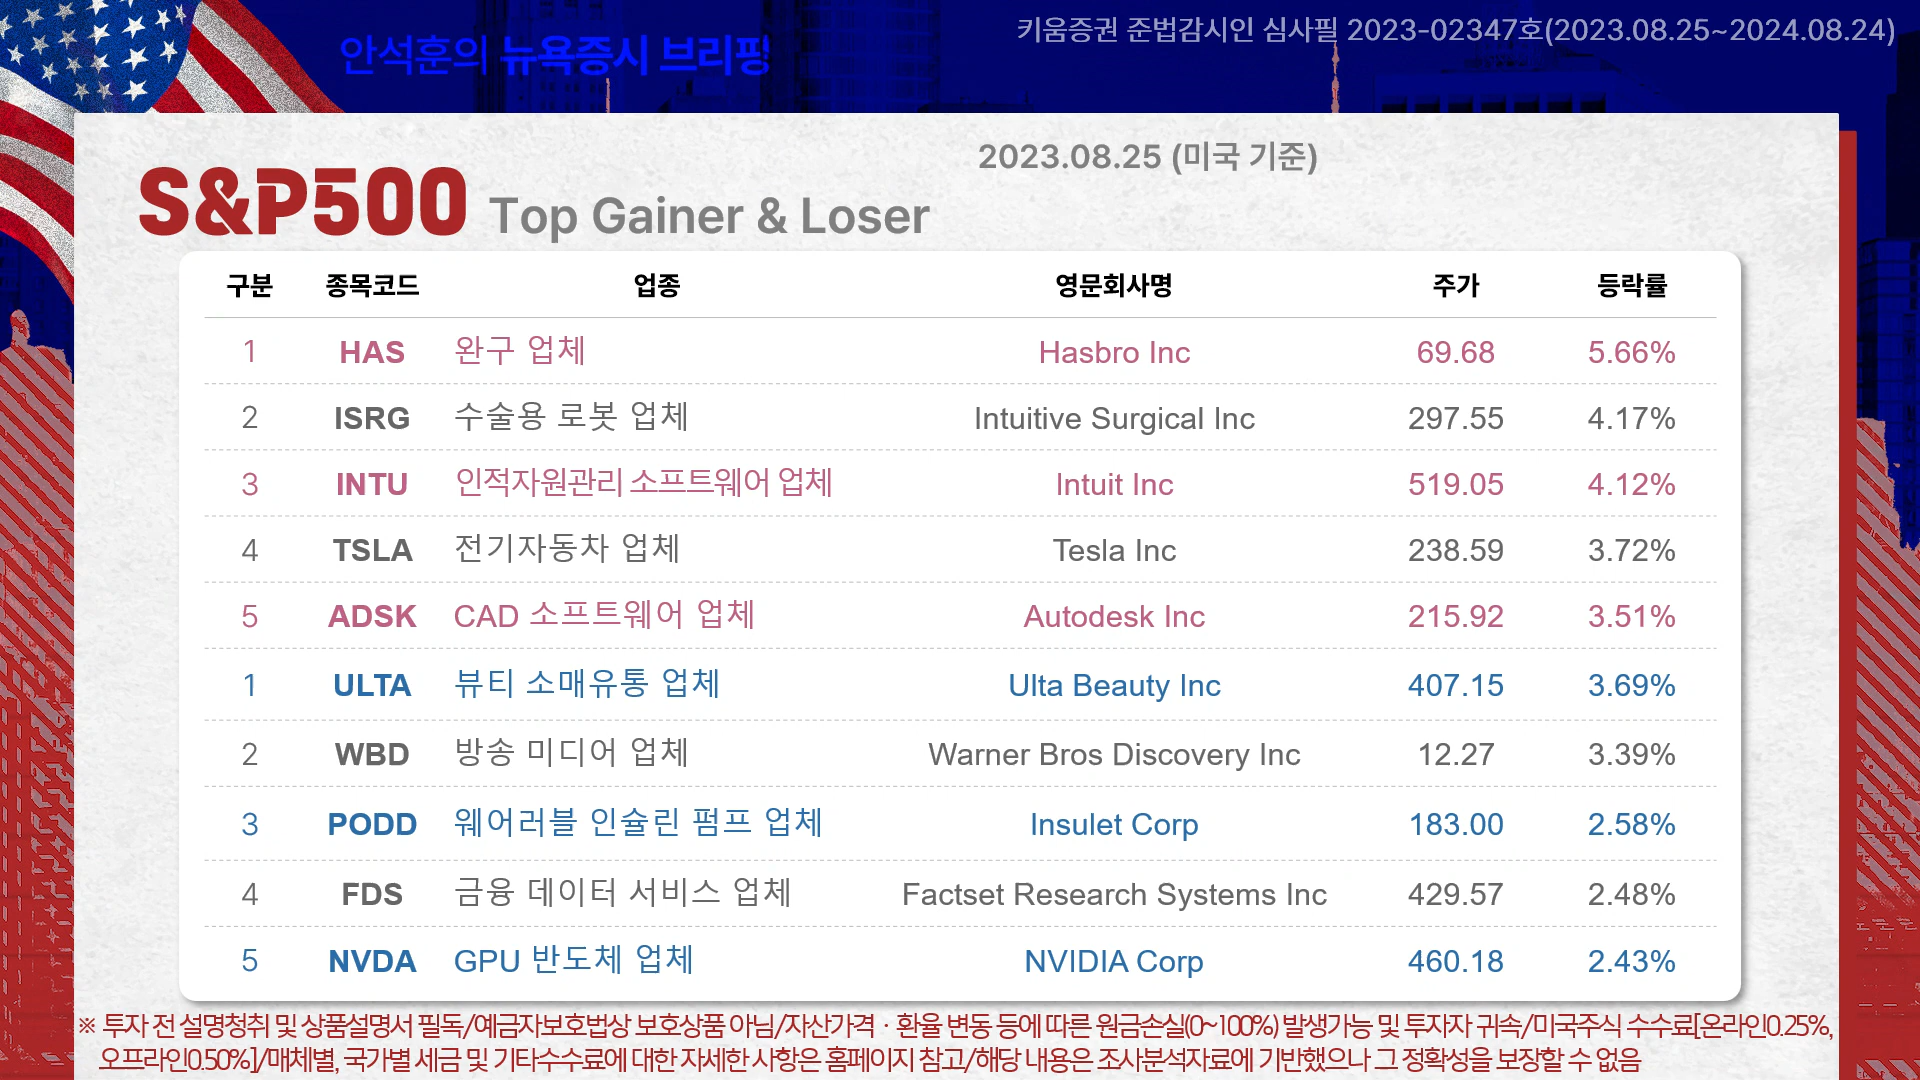 키움증권 준법감시인 심사필 2023-02347호(2023.08.25~2024.08.24)
안석훈의 뉴욕증시 브리핑
2023.08.25 (미국 기준)
S&P500 Top Gainer & Loser
구분 종목코드 업종 영문회사명 주가 등락률
1 HAS 완구 업체 Hasbro Inc 69.68 5.66%
2 ISRG 수술용 로봇 업체 Intuitive Surgical Inc 297.55 4.17%
3 INTU 인적자원관리 소프트웨어 업체 Intuit Inc 519.05 4.12%
4 TSLA 전기자동차 업체 Tesla Inc 238.59 3.72%
5 ADSK CAD 소프트웨어 업체 Autodesk Inc 215.92 3.51%
1 ULTA 뷰티 소매유통 업체 Ulta Beauty Inc 407.15 3.69%
2 WBD 방송 미디어 업체 Warner Bros Discovery Inc 12.27 3.39%
3 PODD 웨어러블 인슐린 펌프 업체 Insulet Corp 183.00 2.58%
4 FDS 금융 데이터 서비스 업체 Factset Research Systems Inc 429.57 2.48%
5 NVDA GPU 반도체 업체 NVIDIA Corp 460.18 2.43%
※ 투자 전 설명청취 및 상품설명서 필독/예금자보호법상 보호상품 아님/자산가격 · 환율 변동 등에 따른 원금손실(0~100%) 발생가능 및 투자자 귀속/미국주식 수수료[온라인0.25%,
오프라인0.50%]/매체별, 국가별 세금 및 기타수수료에 대한 자세한 사항은 홈페이지 참고/해당 내용은 조사분석자료에 기반했으나 그 정확성을 보장할 수 없음